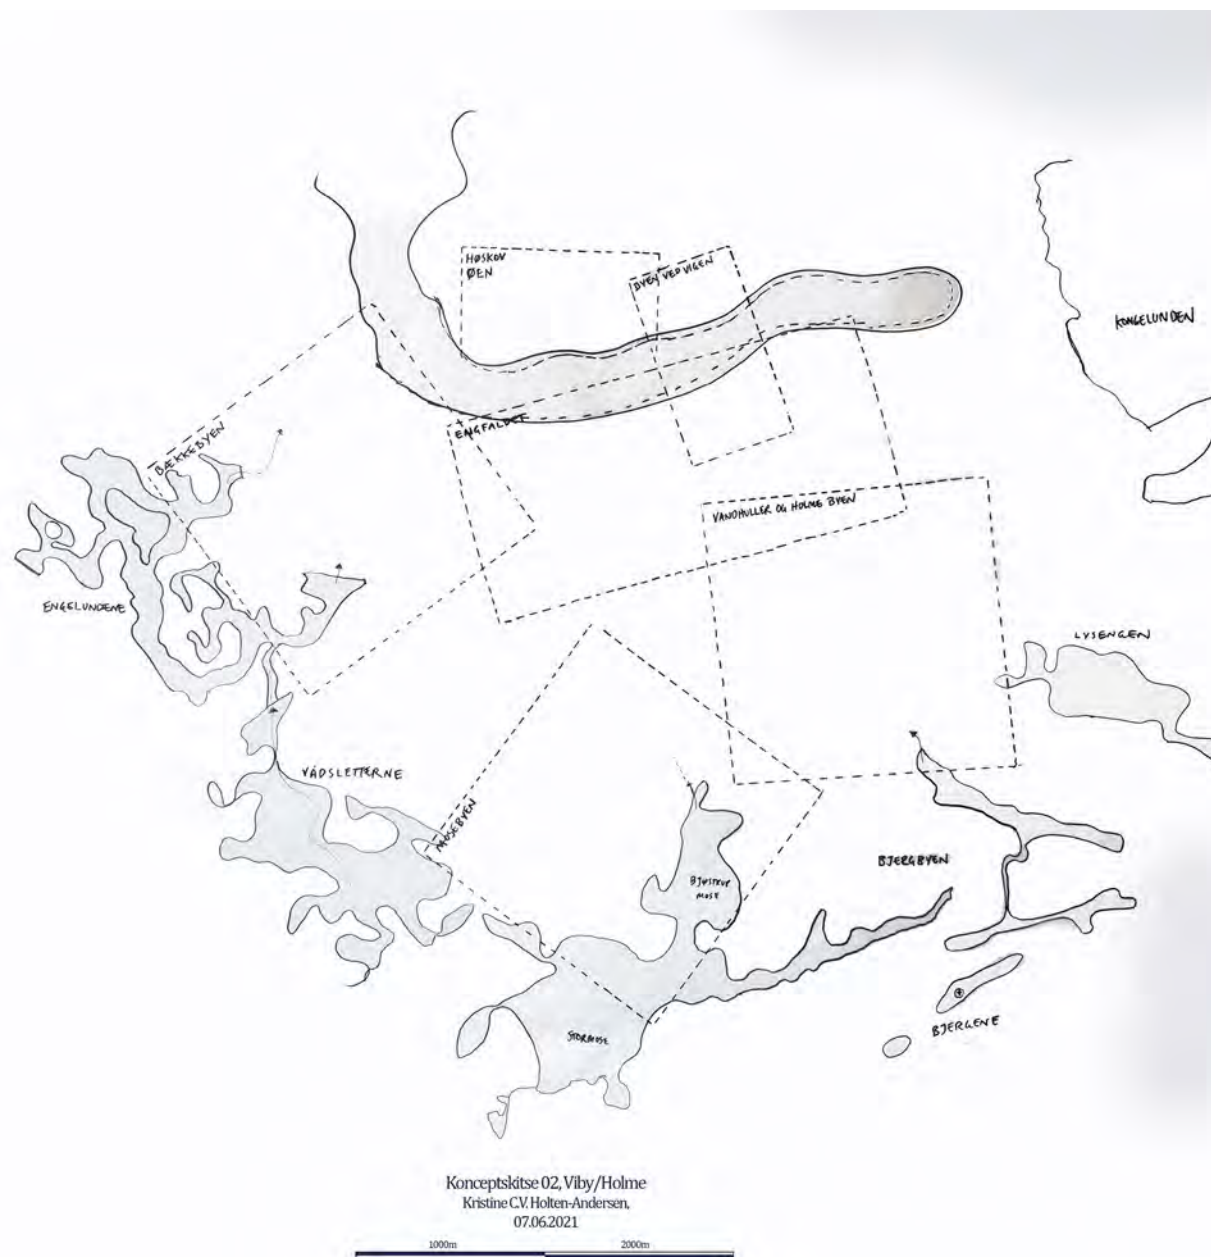 HØSKOV
ØEN
BYEN VED VIGEN
KONGELUNDEN
ENGFALDET
BÆKKEBYEN
VANDHULLER OG HOLME BYEN
ENGELUNDENE
LYSENGEN
VÅDSLETTERNE
MOSEBYEN
BJERGBYEN
MOSE
STORMOSE
BJERGENE
Konceptskitse 02, Viby/Holme
Kristine C.V. Holten-Andersen,
07.06.2021
1000m 2000m